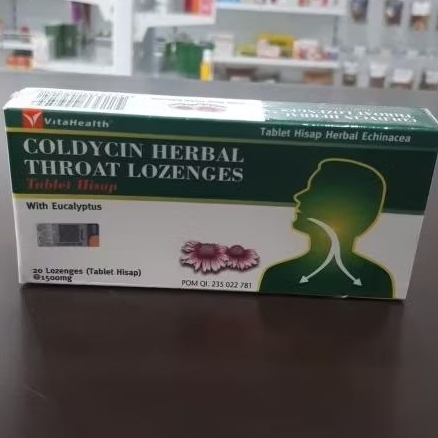 VitaHealth
Tablet Hisap Herbal Echinacea
COLDYCIN HERBAL
THROAT LOZENGES
Tablet Hisap
With Eucalyptus
20 Lozenges (Tablet Hisap)
@1500mg
POM QI. 235 022 781